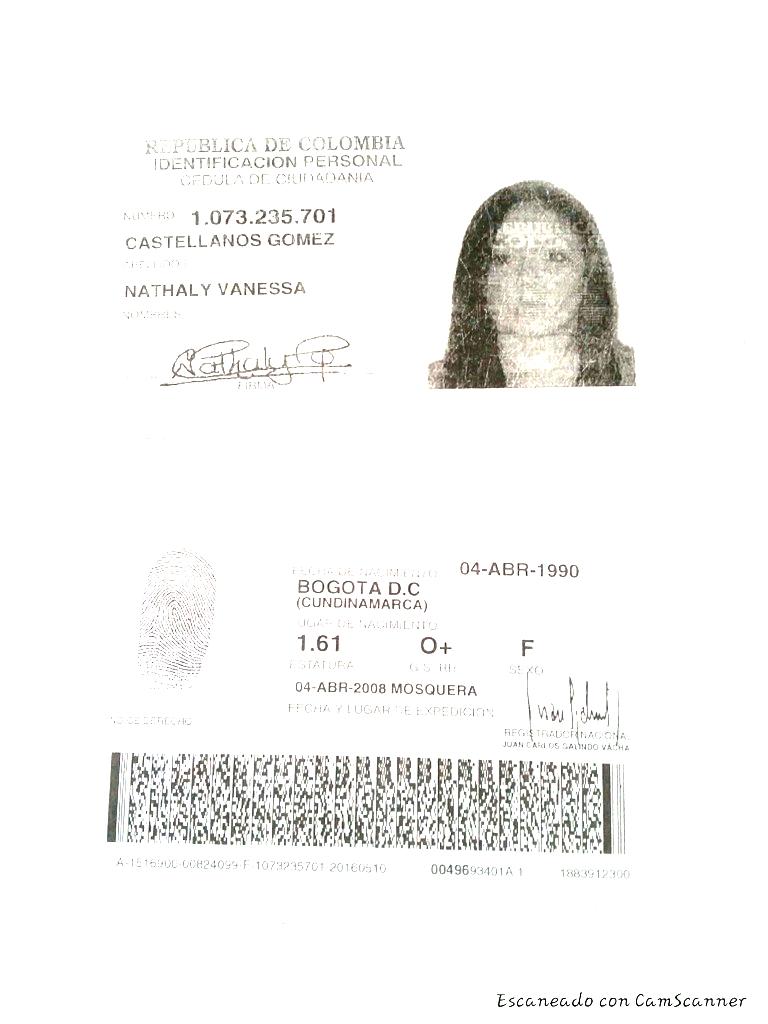 REPUBLICA DE COLOMBIA
IDENTIFICACION PERSONAL
CEDULA DE CIUDADANIA
NUMERO 1.073.235.701
CASTELLANOS GOMEZ
APELLIDOS
NATHALY VANESSA
NOMBRES
Nathaly
FIRMA
FECHA DE NACIMIENTO 04-ABR-1990
BOGOTA D.C
(CUNDINAMARCA)
LUGAR DE NACIMIENTO
1.61 O+ F
ESTATURA G.S. RH SEXO
04-ABR-2008 MOSQUERA
FECHA Y LUGAR DE EXPEDICION
DERECHO
REGISTRADOR NACIONAL
JUAN CARLOS GALINDO VACHA
A-1516900-00824099-F-1073235701-20160510 0049693401A 1 1883912300
Escaneado con CamScanner